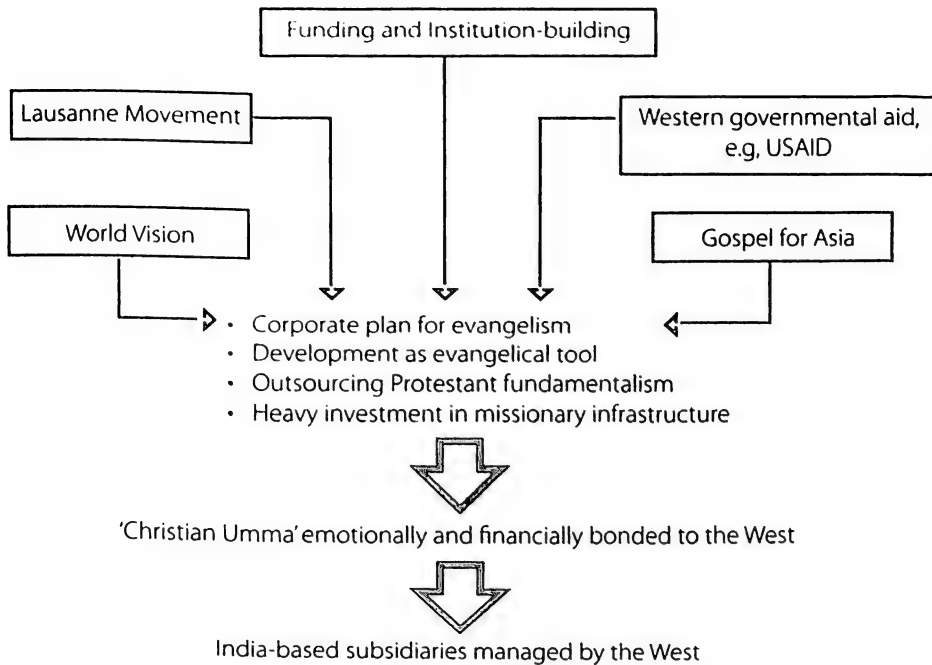 Funding and Institution-building
Lausanne Movement
Western governmental aid,
e.g, USAID
World Vision
Gospel for Asia
• Corporate plan for evangelism
• Development as evangelical tool
• Outsourcing Protestant fundamentalism
• Heavy investment in missionary infrastructure
'Christian Umma' emotionally and financially bonded to the West
India-based subsidiaries managed by the West